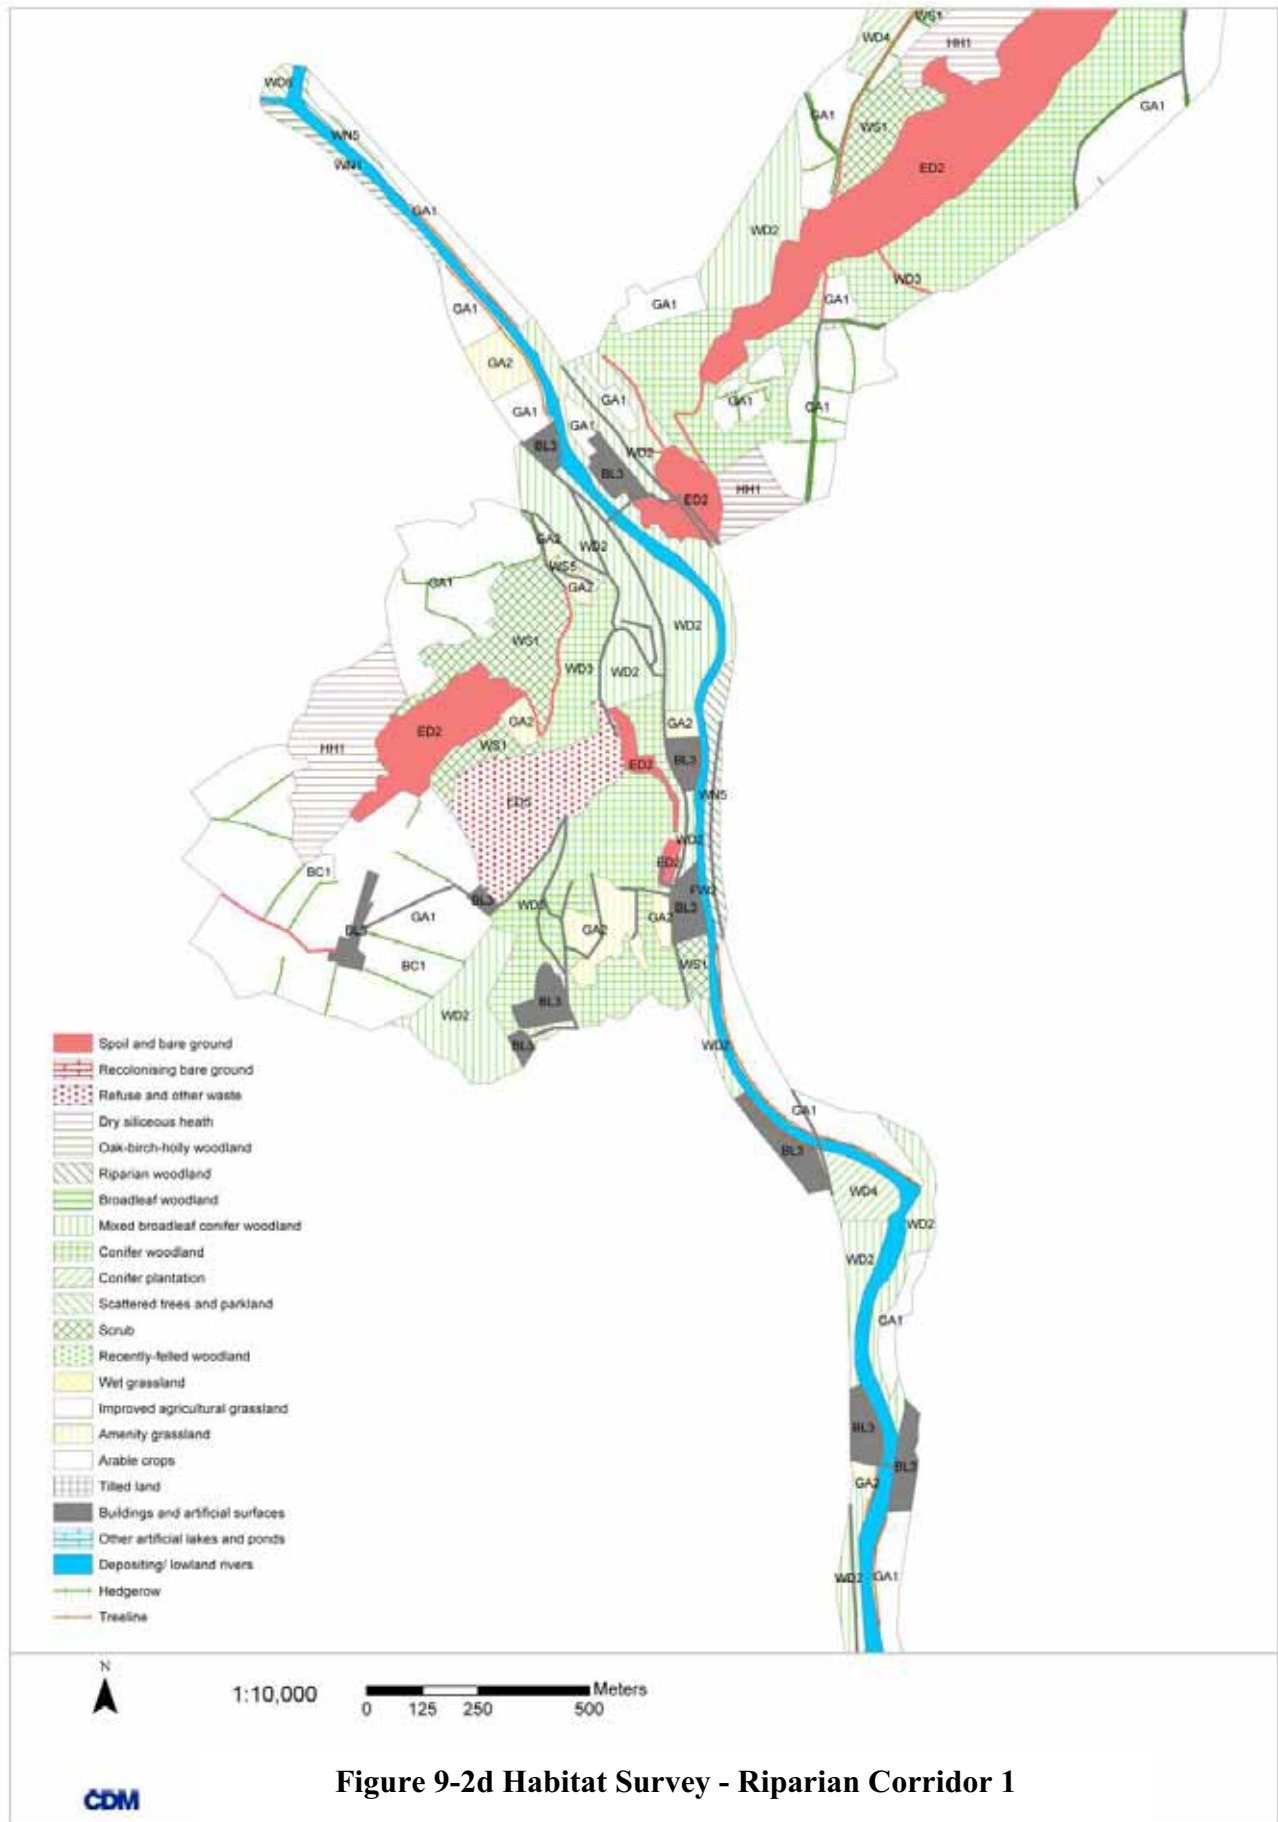 WS1
WD4
HH1
WD5
GA1
GA1
WS1
WN5
WN1
ED2
GA1
WD2
WD3
GA1
GA1
GA1
GA2
GA1
GA1
GA1
GA1
GA1
BL3
WD2
BL3
ED2
HH1
GA2
WD2
WS5
GA1
GA2
WD2
WS1
WD3
WD2
GA2
GA2
ED2
WS1
HH1
BL3
ED2
WN5
ED5
WD2
ED2
BC1
FW2
BL3
WD3
BL3
GA1
GA2
GA2
BL3
BC1
WS1
BL3
WD2
BL3
WD2
GA1
BL3
WD4
WD2
WD2
GA1
BL3
BL3
GA2
WD2
GA1
Spoil and bare ground
Recolonising bare ground
Refuse and other waste
Dry siliceous heath
Oak-birch-holly woodland
Riparian woodland
Broadleaf woodland
Mixed broadleaf conifer woodland
Conifer woodland
Conifer plantation
Scattered trees and parkland
Scrub
Recently-felled woodland
Wet grassland
Improved agricultural grassland
Amenity grassland
Arable crops
Tilled land
Buildings and artificial surfaces
Other artificial lakes and ponds
Depositing/ lowland rivers
Hedgerow
Treeline
N
1:10,000
Meters
0 125 250 500
CDM
Figure 9-2d Habitat Survey - Riparian Corridor 1